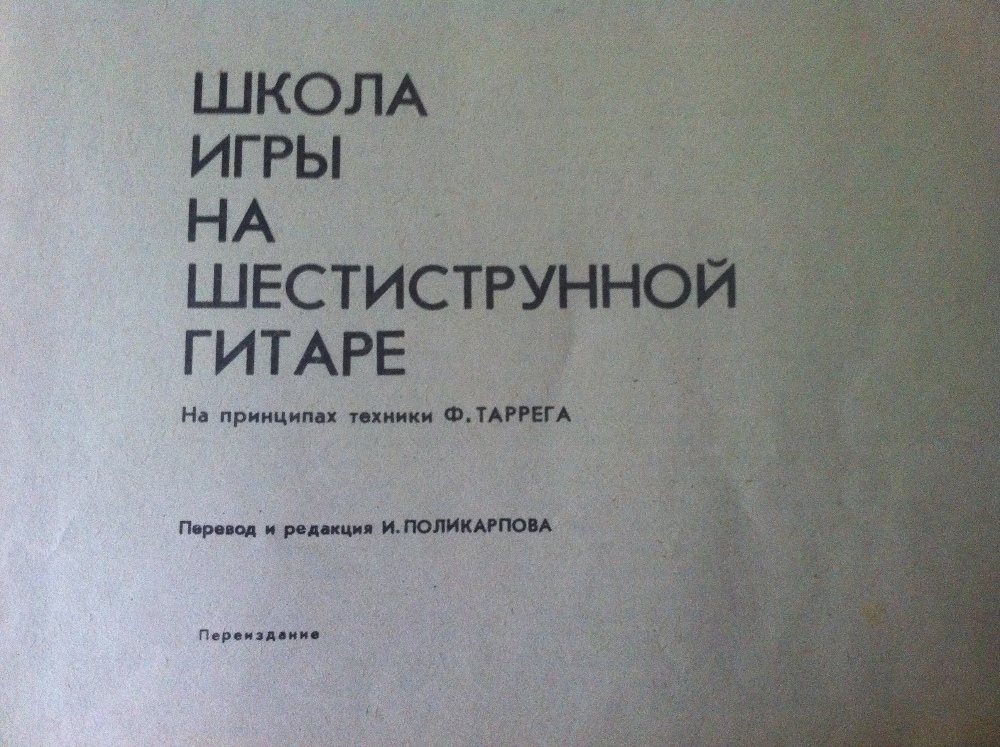 ШКОЛА
ИГРЫ
НА
ШЕСТИСТРУННОЙ
ГИТАРЕ
На принципах техники Ф. ТАРРЕГА
Перевод и редакция И. ПОЛИКАРПОВА
Переиздание